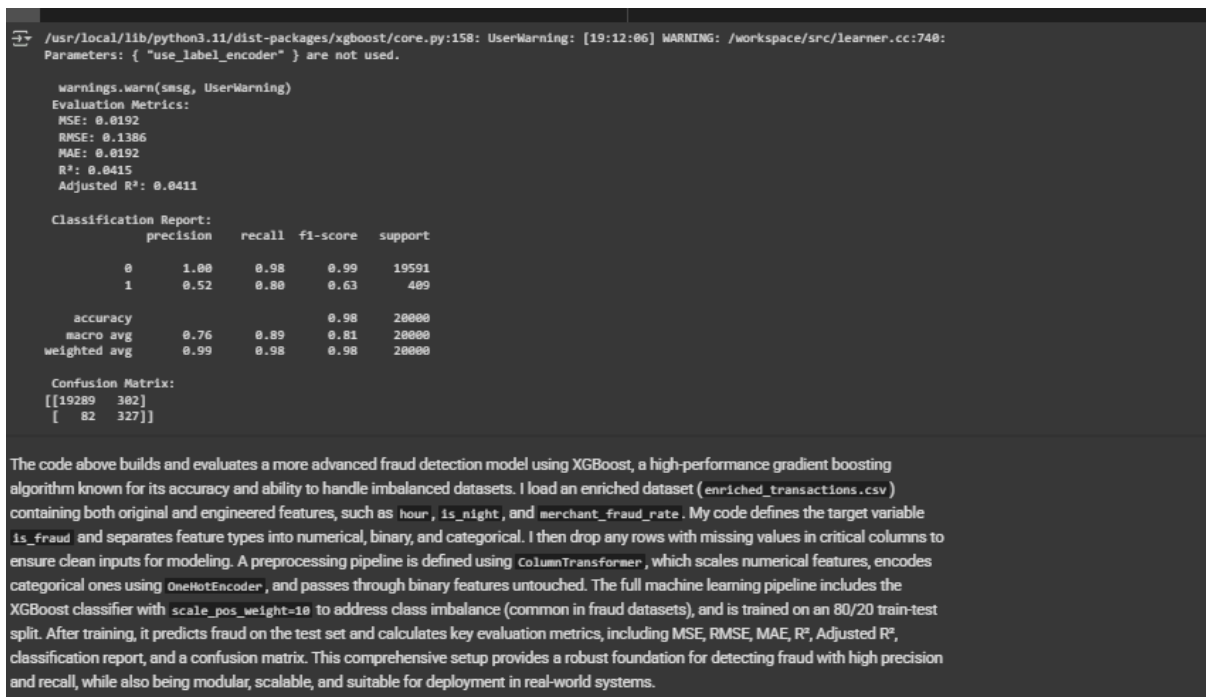 /usr/local/lib/python3.11/dist-packages/xgboost/core.py:158: UserWarning: [19:12:06] WARNING: /workspace/src/learner.cc:740:
Parameters: { "use_label_encoder" } are not used.
warnings.warn(smsg, UserWarning)
Evaluation Metrics:
MSE: 0.0192
RMSE: 0.1386
MAE: 0.0192
R²: 0.0415
Adjusted R²: 0.0411
Classification Report:
precision recall f1-score support
0 1.00 0.98 0.99 19591
1 0.52 0.80 0.63 409
accuracy 0.98 20000
macro avg 0.76 0.89 0.81 20000
weighted avg 0.99 0.98 0.98 20000
Confusion Matrix:
[[19289 302]
[ 82 327]]
The code above builds and evaluates a more advanced fraud detection model using XGBoost, a high-performance gradient boosting
algorithm known for its accuracy and ability to handle imbalanced datasets. I load an enriched dataset (enriched_transactions.csv)
containing both original and engineered features, such as hour, is_night, and merchant_fraud_rate. My code defines the target variable
is_fraud and separates feature types into numerical, binary, and categorical. I then drop any rows with missing values in critical columns to
ensure clean inputs for modeling. A preprocessing pipeline is defined using ColumnTransformer, which scales numerical features, encodes
categorical ones using OneHotEncoder, and passes through binary features untouched. The full machine learning pipeline includes the
XGBoost classifier with scale_pos_weight=10 to address class imbalance (common in fraud datasets), and is trained on an 80/20 train-test
split. After training, it predicts fraud on the test set and calculates key evaluation metrics, including MSE, RMSE, MAE, R², Adjusted R²,
classification report, and a confusion matrix. This comprehensive setup provides a robust foundation for detecting fraud with high precision
and recall, while also being modular, scalable, and suitable for deployment in real-world systems.